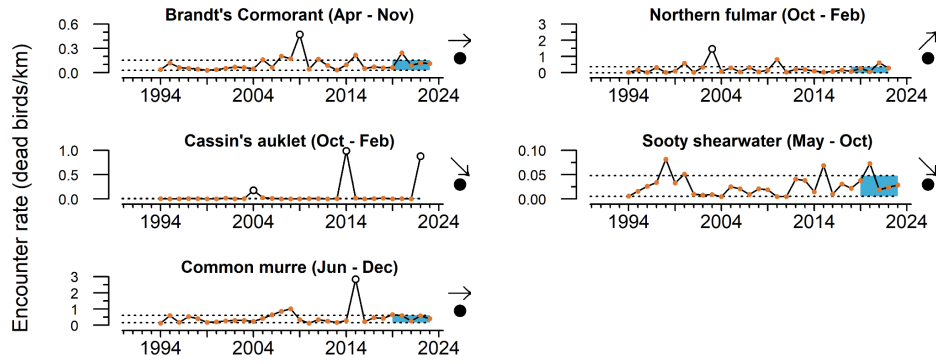 Encounter rate (dead birds/km)
Brandt's Cormorant (Apr - Nov)
0.6
0.3
0.0
1994 2004 2014 2024
Northern fulmar (Oct - Feb)
3
2
1
0
1994 2004 2014 2024
Cassin's auklet (Oct - Feb)
1.0
0.5
0.0
1994 2004 2014 2024
Sooty shearwater (May - Oct)
0.10
0.05
0.00
1994 2004 2014 2024
Common murre (Jun - Dec)
3
2
1
0
1994 2004 2014 2024